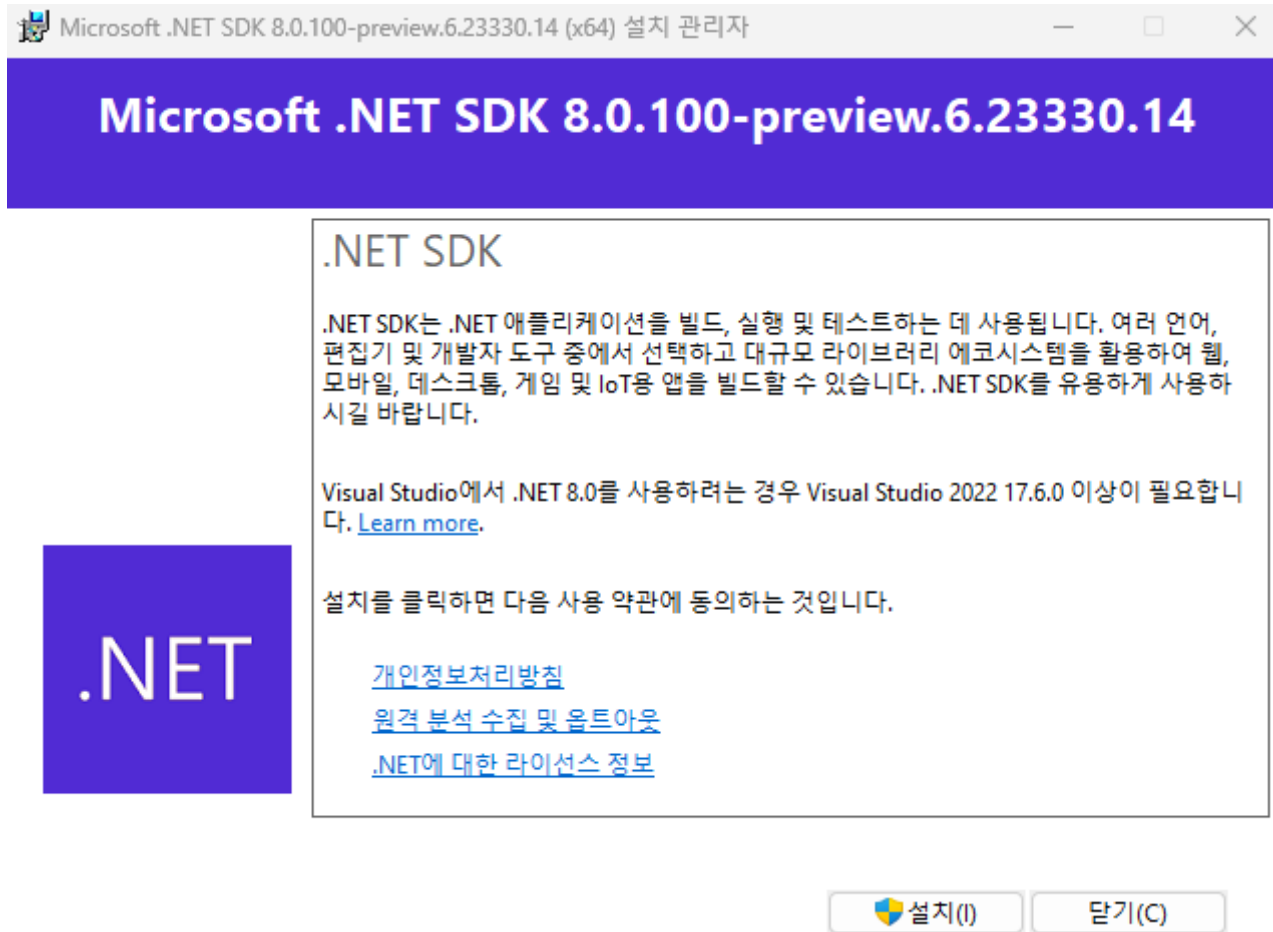 Microsoft .NET SDK 8.0.100-preview.6.23330.14 (x64) 설치 관리자
Microsoft .NET SDK 8.0.100-preview.6.23330.14
.NET SDK
.NET SDK는 .NET 애플리케이션을 빌드, 실행 및 테스트하는 데 사용됩니다. 여러 언어,
편집기 및 개발자 도구 중에서 선택하고 대규모 라이브러리 에코시스템을 활용하여 웹,
모바일, 데스크톱, 게임 및 IoT용 앱을 빌드할 수 있습니다. .NET SDK를 유용하게 사용하
시길 바랍니다.
Visual Studio에서 .NET 8.0를 사용하려는 경우 Visual Studio 2022 17.6.0 이상이 필요합니
다. Learn more.
설치를 클릭하면 다음 사용 약관에 동의하는 것입니다.
개인정보처리방침
원격 분석 수집 및 옵트아웃
.NET에 대한 라이선스 정보
.NET
설치(I)
닫기(C)